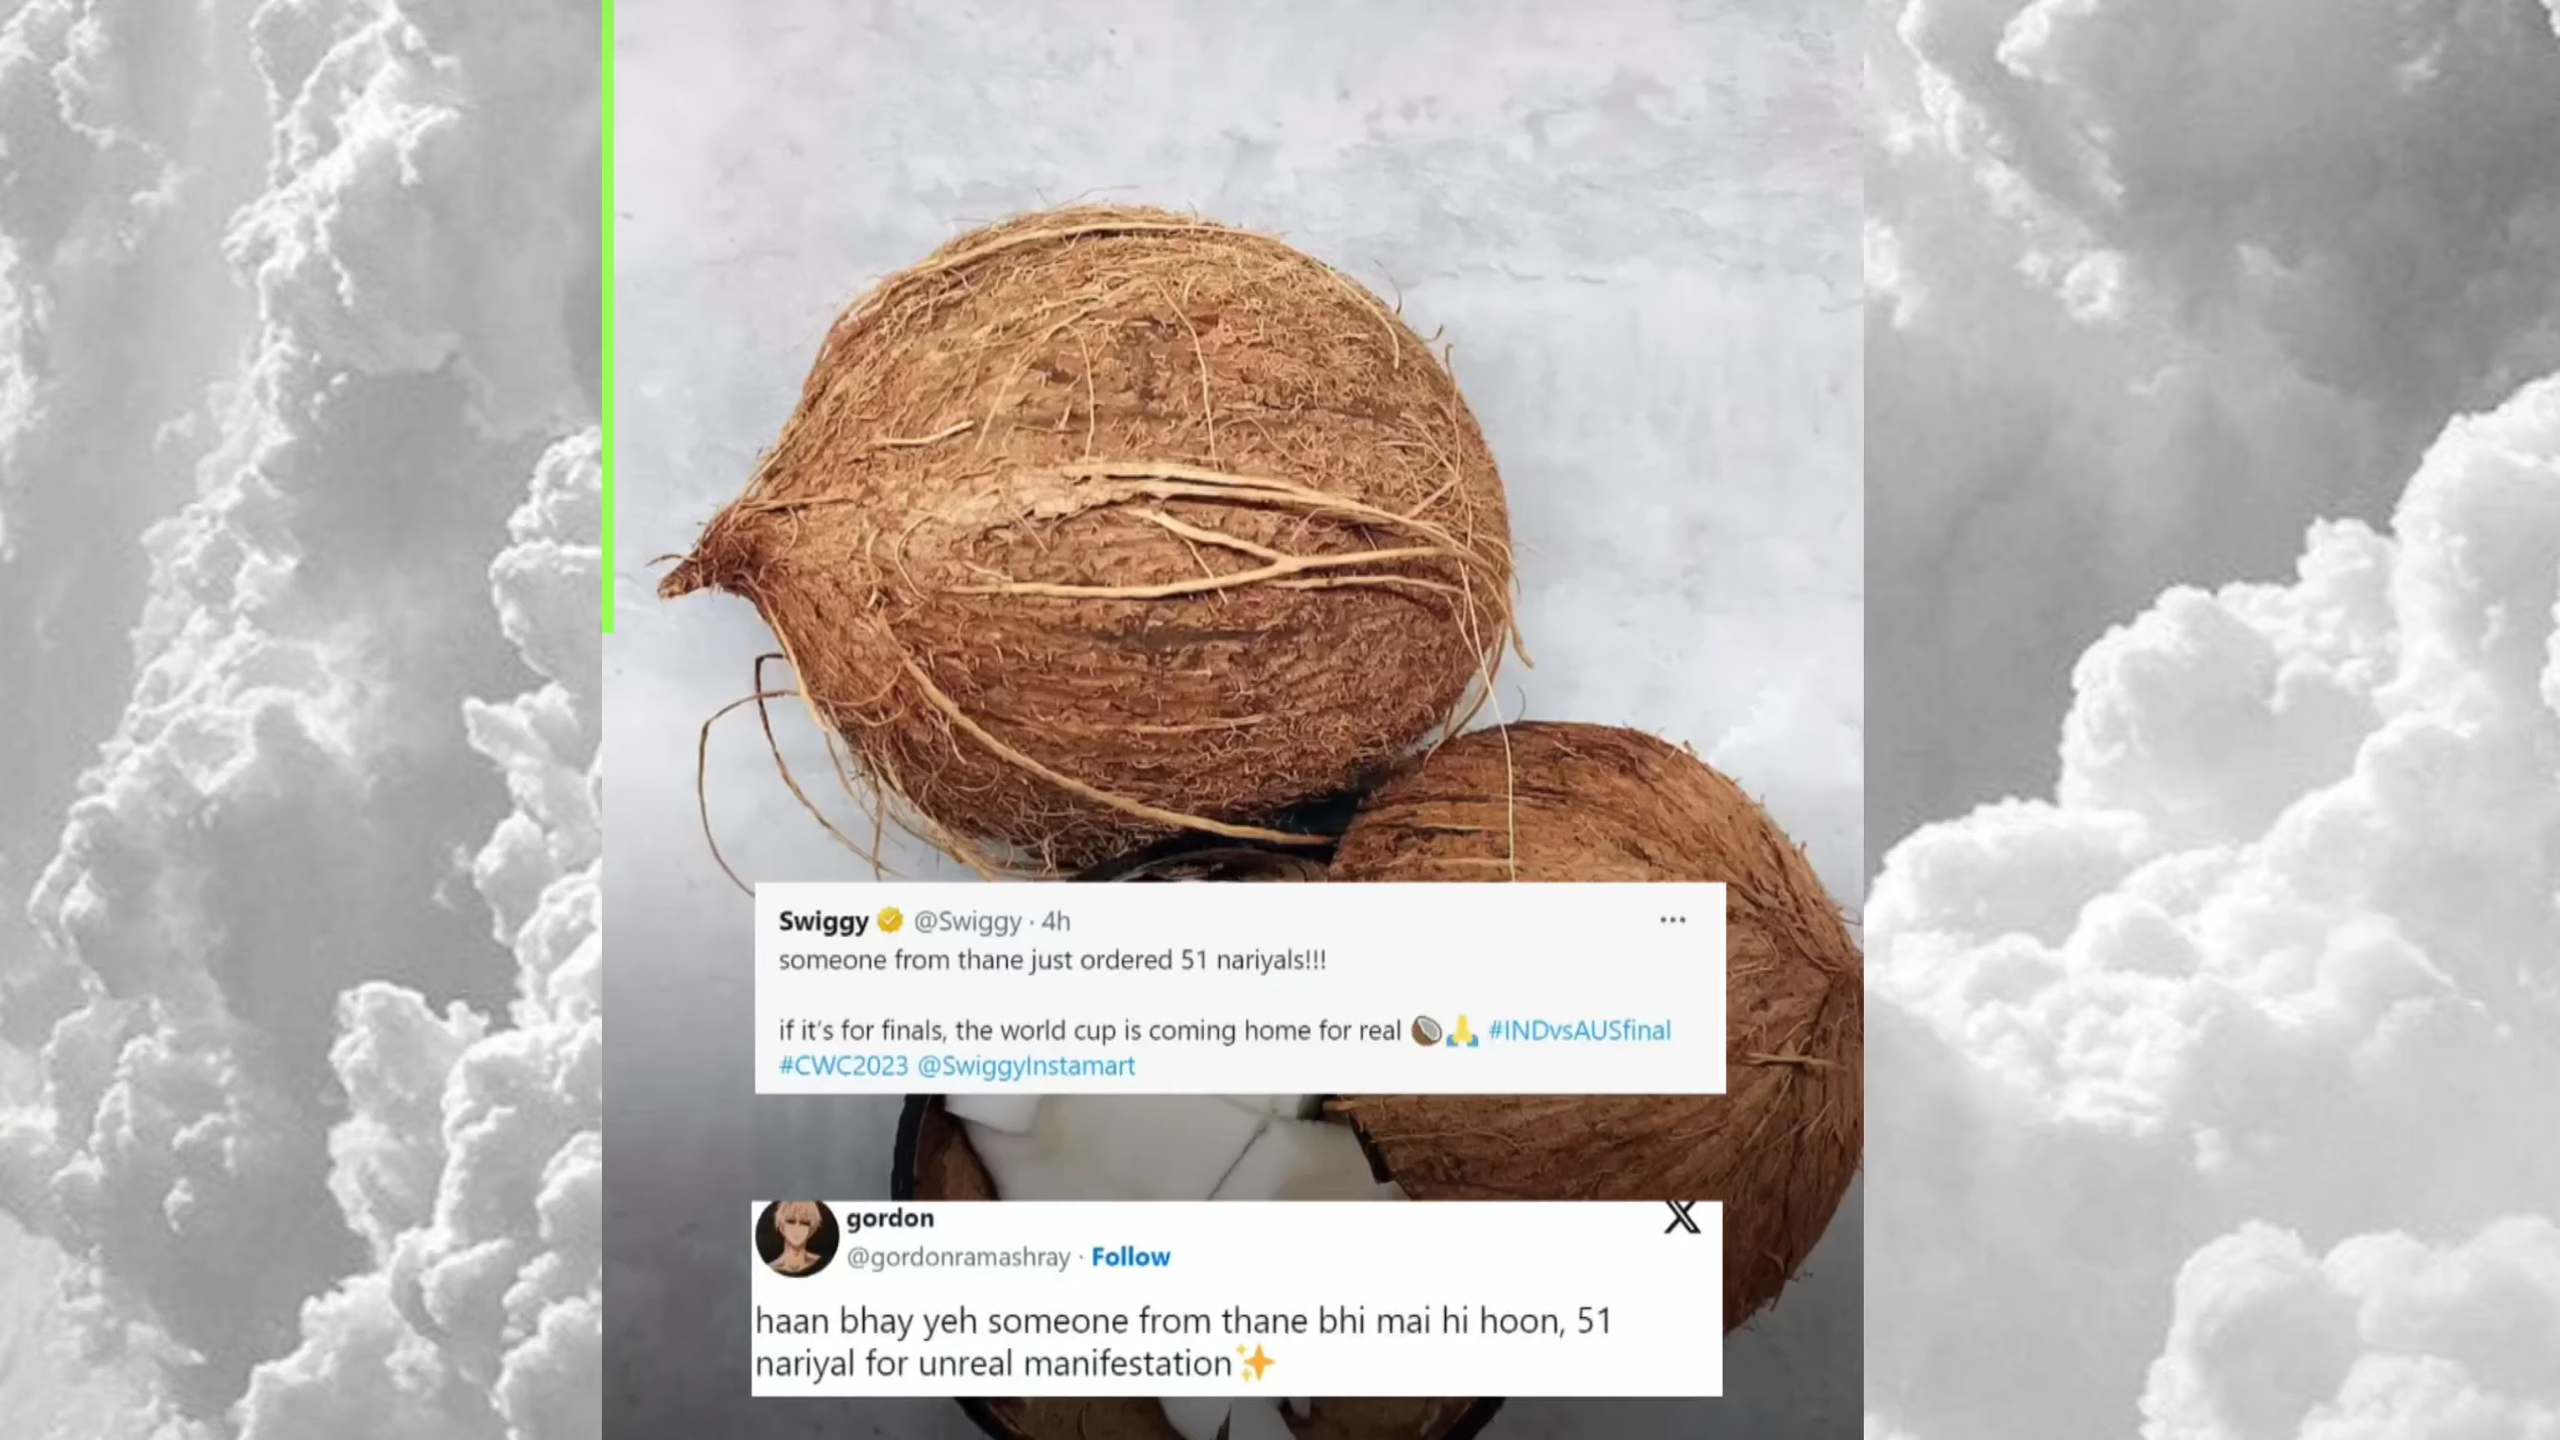 Swiggy @Swiggy · 4h
someone from thane just ordered 51 nariyals!!!
if it's for finals, the world cup is coming home for real 🥥🙏 #INDvsAUSfinal
#CWC2023 @SwiggyInstamart
gordon
@gordonramashray · Follow
haan bhay yeh someone from thane bhi mai hi hoon, 51
nariyal for unreal manifestation✨